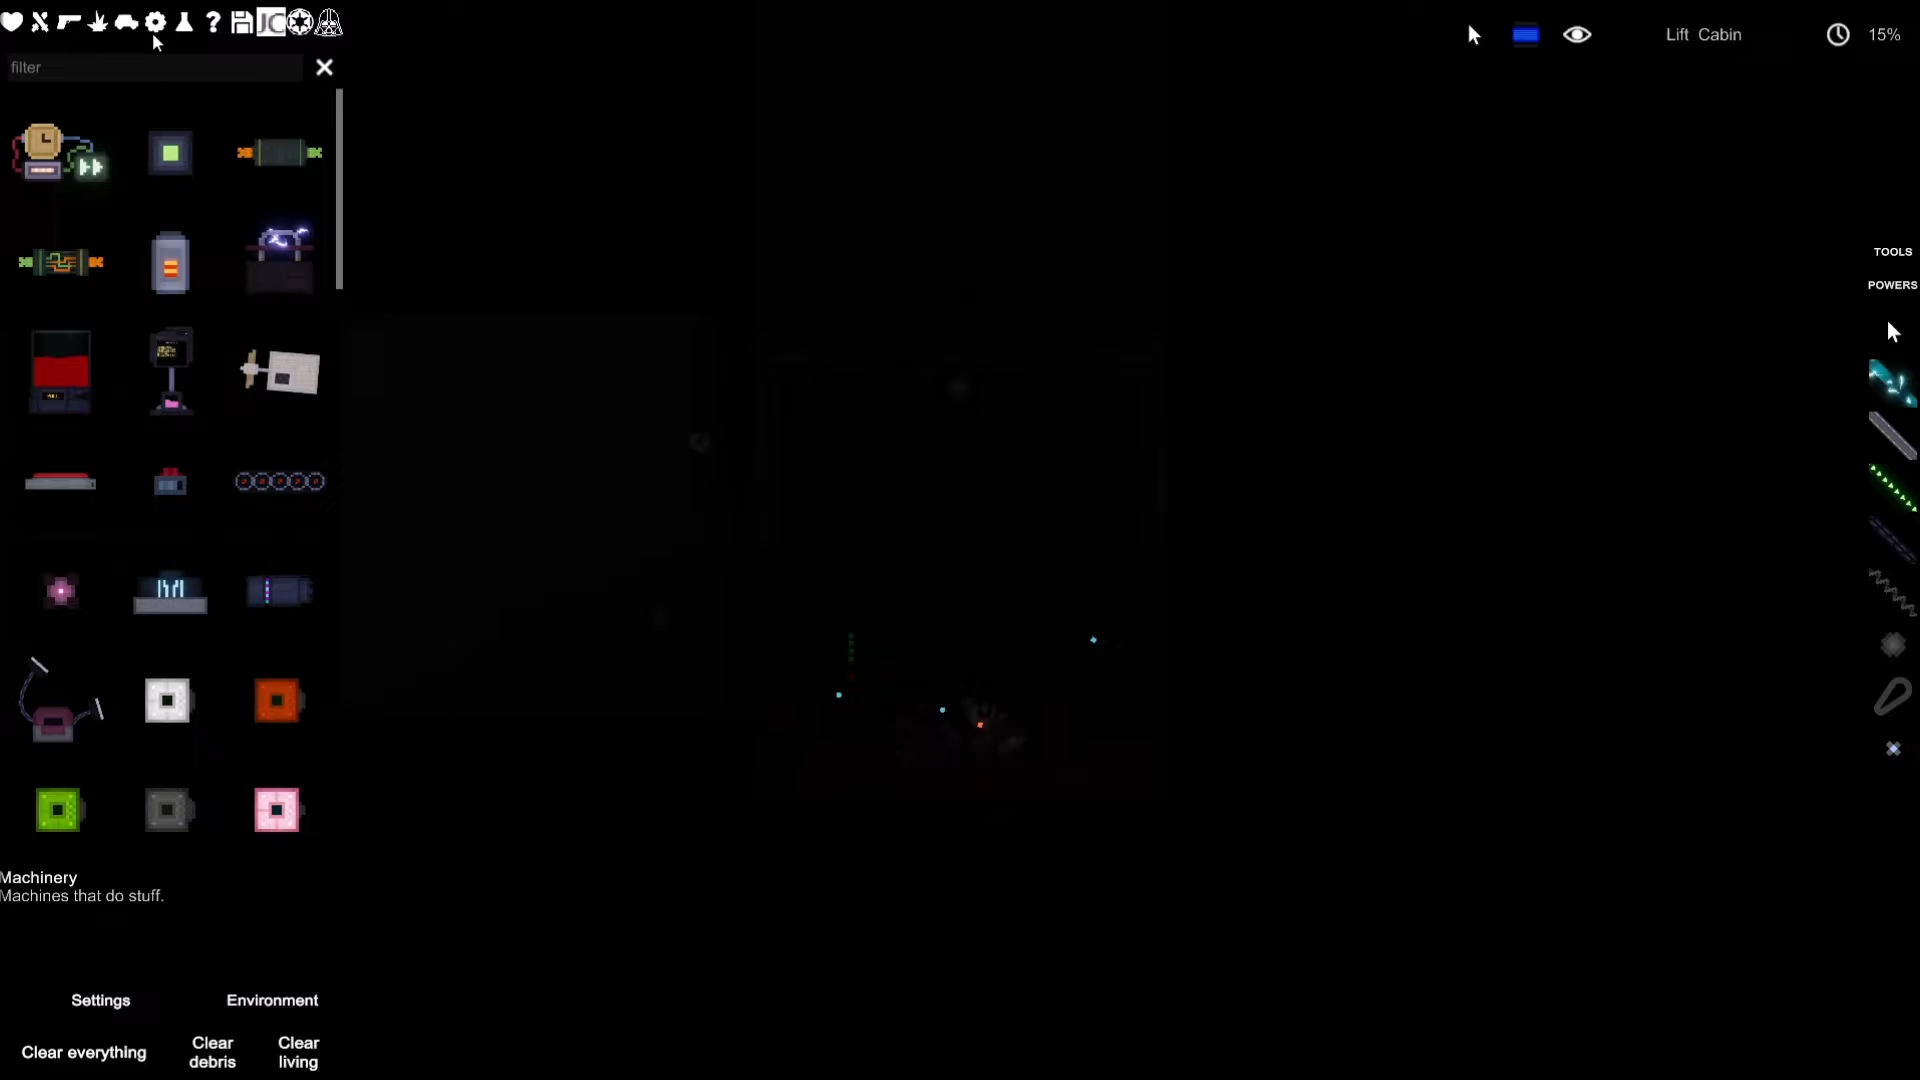 JC
filter
Lift Cabin
15%
TOOLS
POWERS
Machinery
Machines that do stuff.
Settings
Environment
Clear everything
Clear debris
Clear living